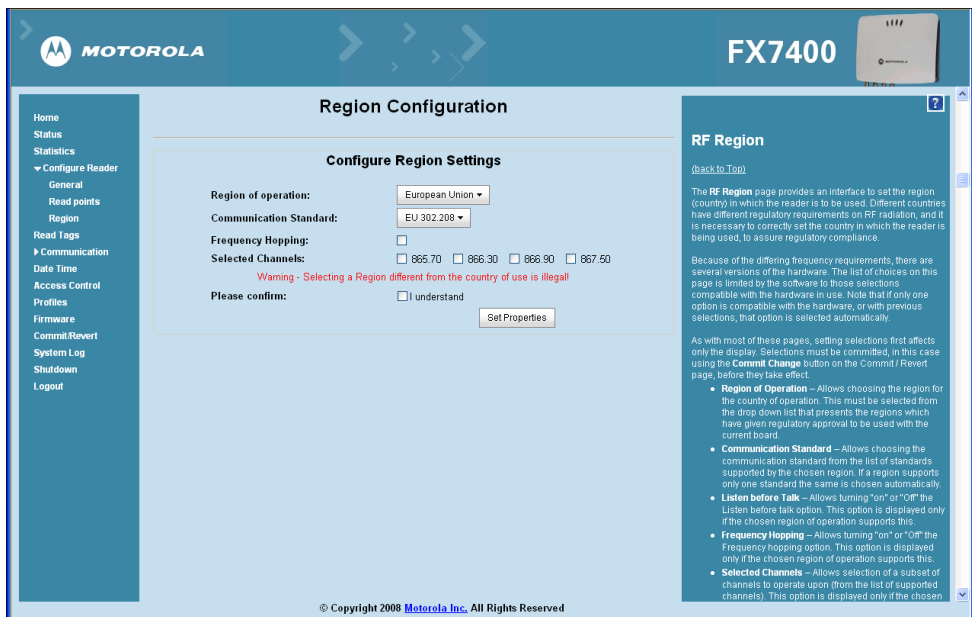 MOTOROLA
FX7400
MOTOROLA
Home
Status
Statistics
Configure Reader
General
Read points
Region
Read Tags
Communication
Date Time
Access Control
Profiles
Firmware
Commit/Revert
System Log
Shutdown
Logout
Region Configuration
Configure Region Settings
Region of operation: European Union
Communication Standard: EU 302.208
Frequency Hopping:
Selected Channels: 865.70 866.30 866.90 867.50
Warning - Selecting a Region different from the country of use is illegal!
Please confirm: I understand
Set Properties
?
RF Region
(back to Top)
The RF Region page provides an interface to set the region
(country) in which the reader is to be used. Different countries
have different regulatory requirements on RF radiation, and it
is necessary to correctly set the country in which the reader is
being used, to assure regulatory compliance.
Because of the differing frequency requirements, there are
several versions of the hardware. The list of choices on this
page is limited by the software to those selections
compatible with the hardware in use. Note that if only one
option is compatible with the hardware, or with previous
selections, that option is selected automatically.
As with most of these pages, setting selections first affects
only the display. Selections must be committed, in this case
using the Commit Change button on the Commit / Revert
page, before they take effect.
• Region of Operation – Allows choosing the region for
the country of operation. This must be selected from
the drop down list that presents the regions which
have given regulatory approval to be used with the
current board.
• Communication Standard – Allows choosing the
communication standard from the list of standards
supported by the chosen region. If a region supports
only one standard the same is chosen automatically.
• Listen before Talk – Allows turning "on" or "Off" the
Listen before talk option. This option is displayed only
if the chosen region of operation supports this.
• Frequency Hopping – Allows turning "on" or "Off" the
Frequency hopping option. This option is displayed
only if the chosen region of operation supports this.
• Selected Channels – Allows selection of a subset of
channels to operate upon (from the list of supported
channels). This option is displayed only if the chosen
© Copyright 2008 Motorola Inc. All Rights Reserved